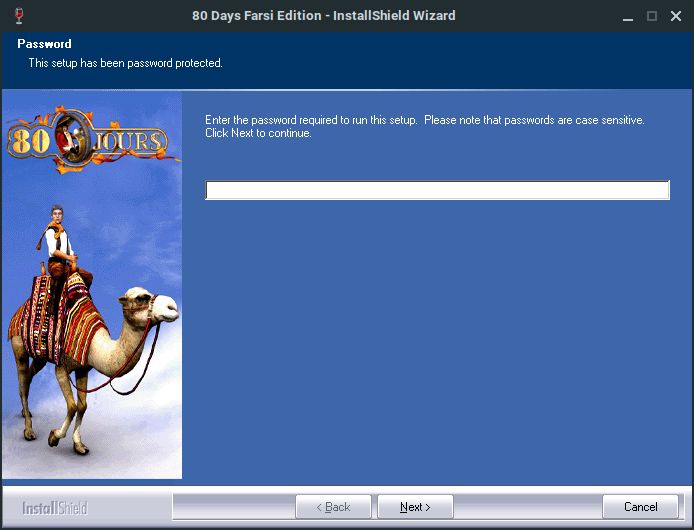 80 Days Farsi Edition - InstallShield Wizard
Password
This setup has been password protected.
Enter the password required to run this setup.  Please note that passwords are case sensitive.
Click Next to continue.
80 JOURS
< Back
Next >
Cancel
InstallShield